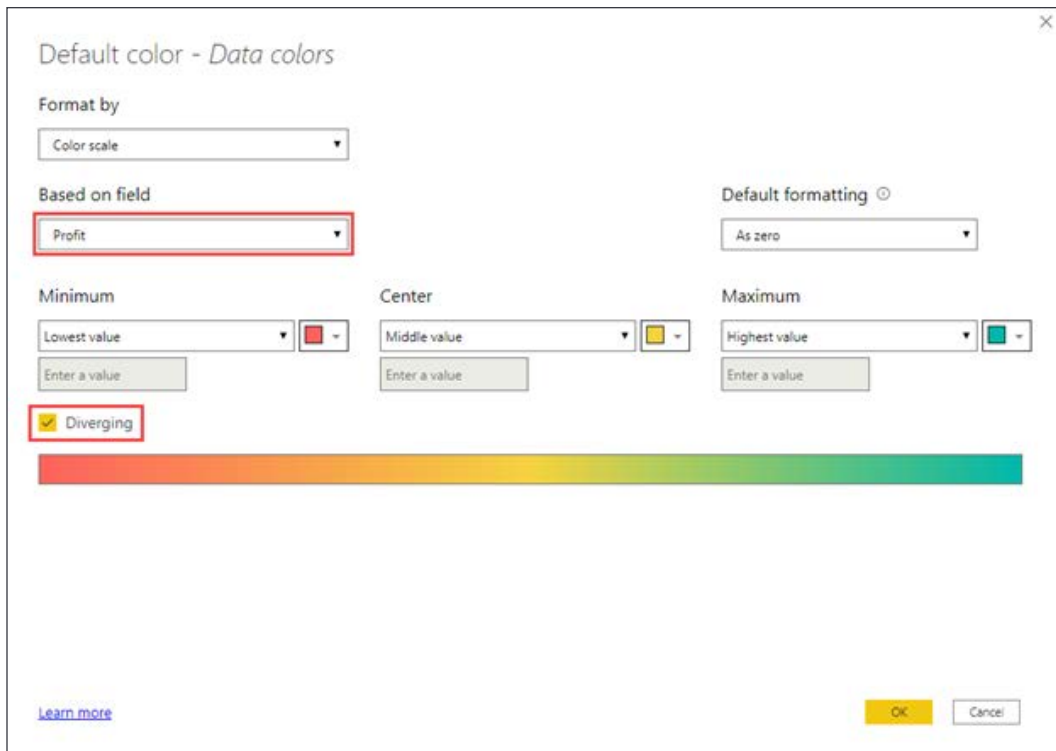 Default color - Data colors
Format by
Color scale
Based on field
Default formatting
Profit
As zero
Minimum
Center
Maximum
Lowest value
Middle value
Highest value
Enter a value
Enter a value
Enter a value
Diverging
Learn more
OK
Cancel